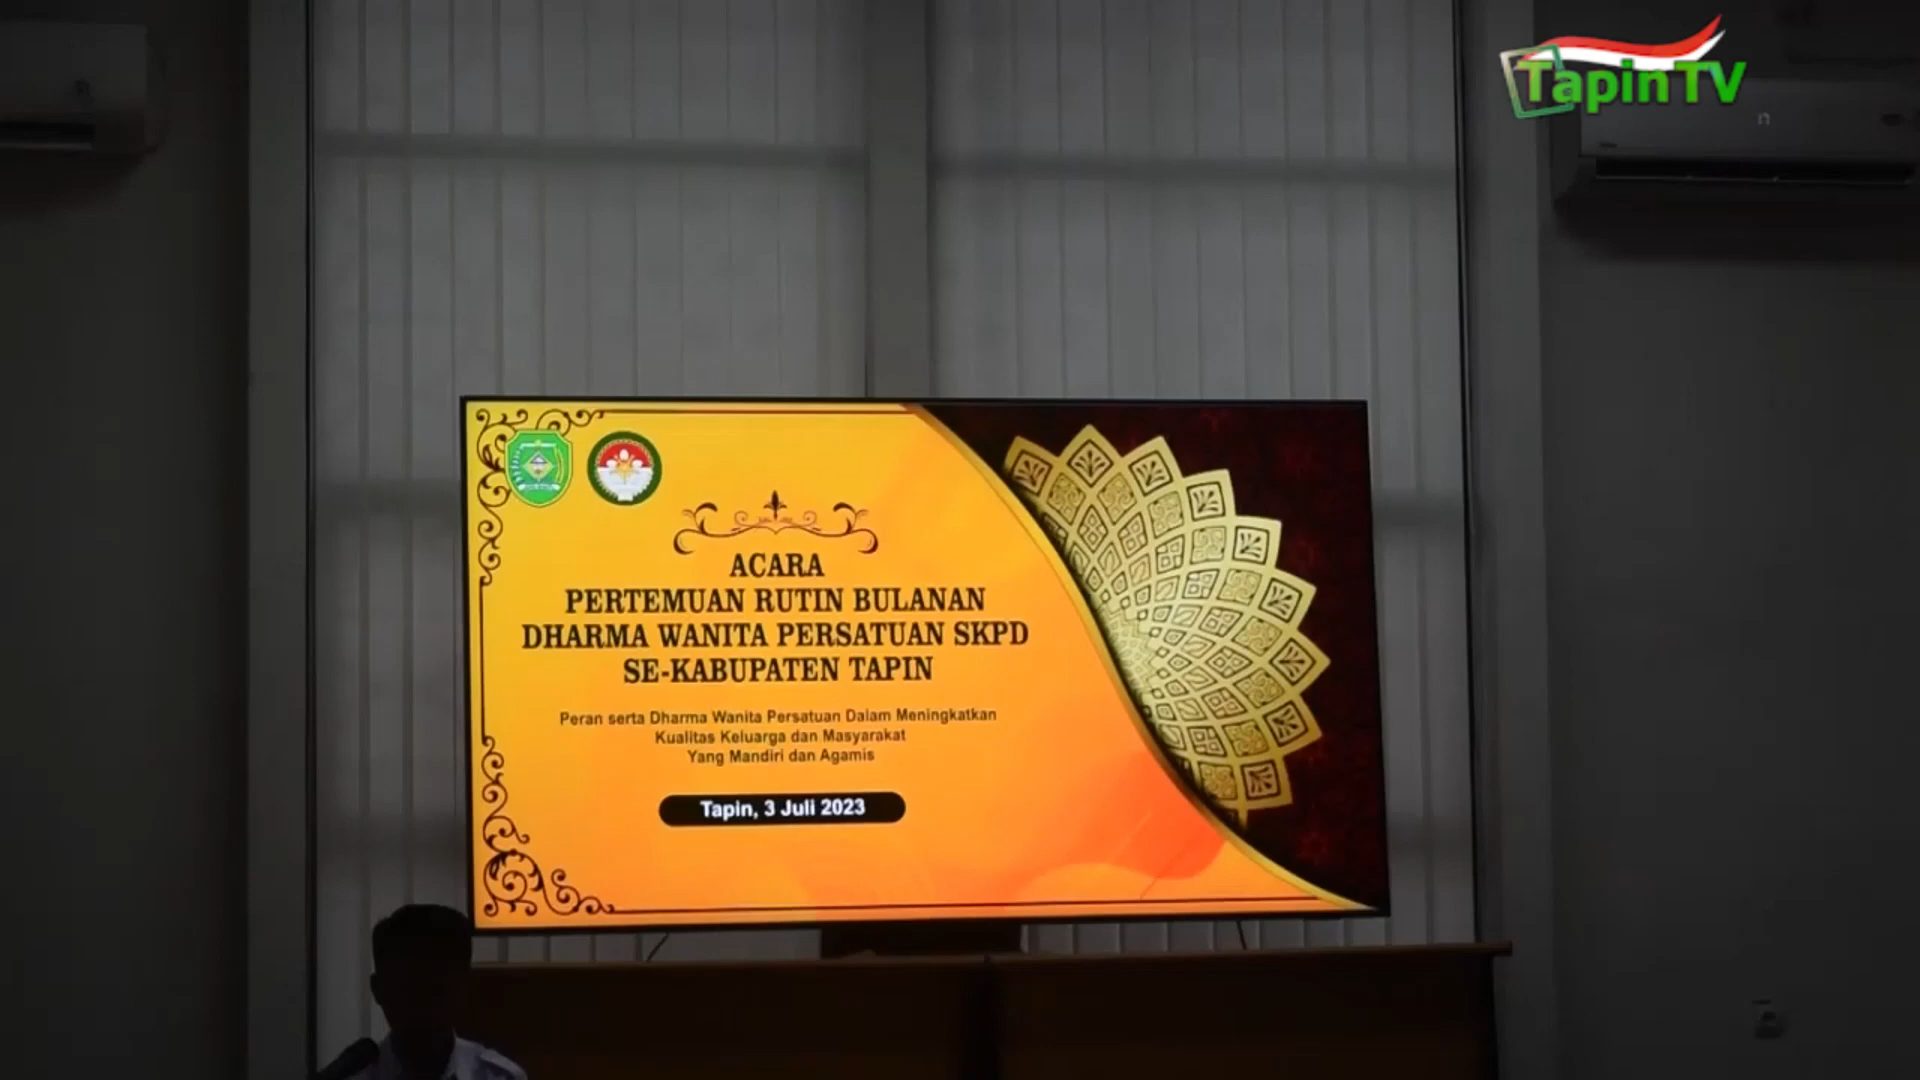 TapinTV
n
ACARA
PERTEMUAN RUTIN BULANAN
DHARMA WANITA PERSATUAN SKPD
SE-KABUPATEN TAPIN
Peran serta Dharma Wanita Persatuan Dalam Meningkatkan
Kualitas Keluarga dan Masyarakat
Yang Mandiri dan Agamis
Tapin, 3 Juli 2023